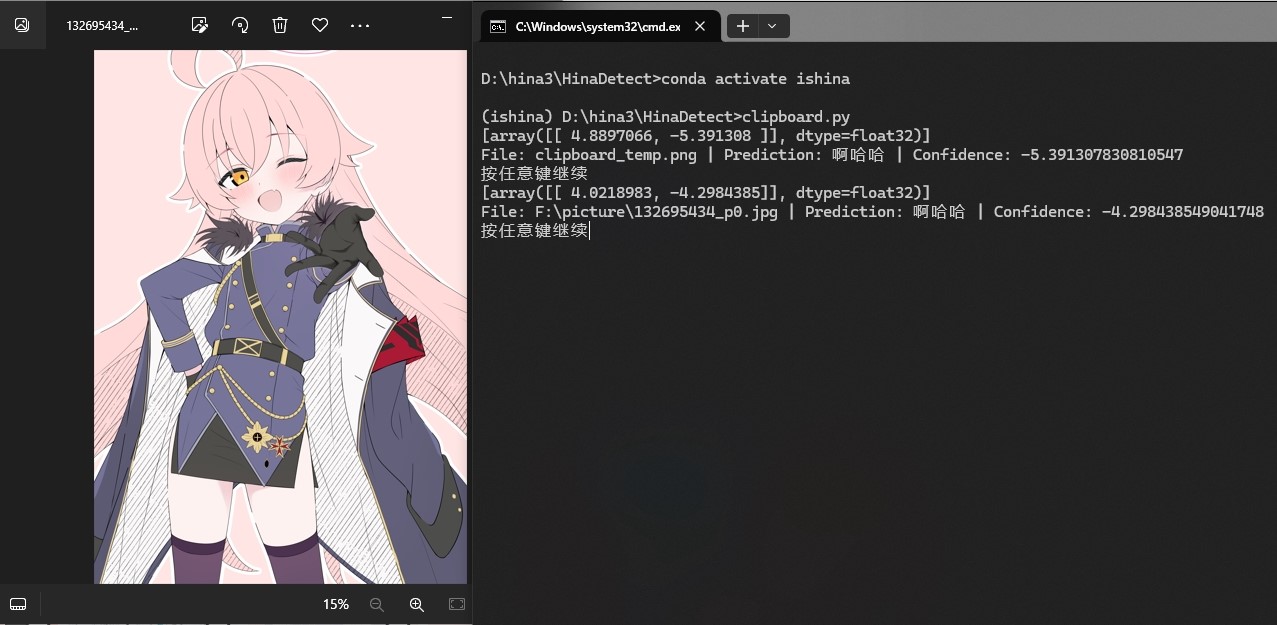 132695434_...
C:\Windows\system32\cmd.ex
D:\hina3\HinaDetect>conda activate ishina
(ishina) D:\hina3\HinaDetect>clipboard.py
[array([[ 4.8897066, -5.391308 ]], dtype=float32)]
File: clipboard_temp.png | Prediction: 啊哈哈 | Confidence: -5.391307830810547
按任意键继续
[array([[ 4.0218983, -4.2984385]], dtype=float32)]
File: F:\picture\132695434_p0.jpg | Prediction: 啊哈哈 | Confidence: -4.298438549041748
按任意键继续
15%